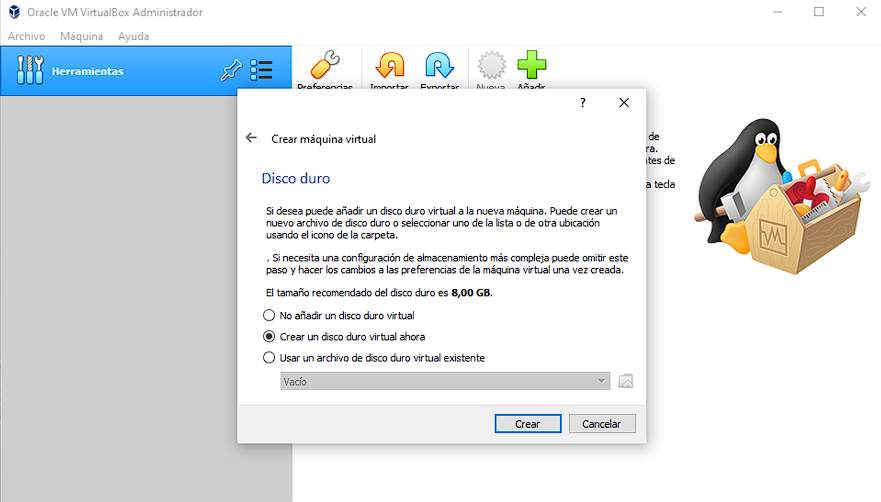 Oracle VM VirtualBox Administrador
Archivo Máquina Ayuda
Herramientas
Preferencias Importar Exportar Nueva Añadir
? 
Crear máquina virtual
Disco duro
Si desea puede añadir un disco duro virtual a la nueva máquina. Puede crear un
nuevo archivo de disco duro o seleccionar uno de la lista o de otra ubicación
usando el icono de la carpeta.
. Si necesita una configuración de almacenamiento más compleja puede omitir este
paso y hacer los cambios a las preferencias de la máquina virtual una vez creada.
El tamaño recomendado del disco duro es 8,00 GB.
No añadir un disco duro virtual
Crear un disco duro virtual ahora
Usar un archivo de disco duro virtual existente
Vacío
Crear Cancelar
de
ra.
ntes de
a tecla